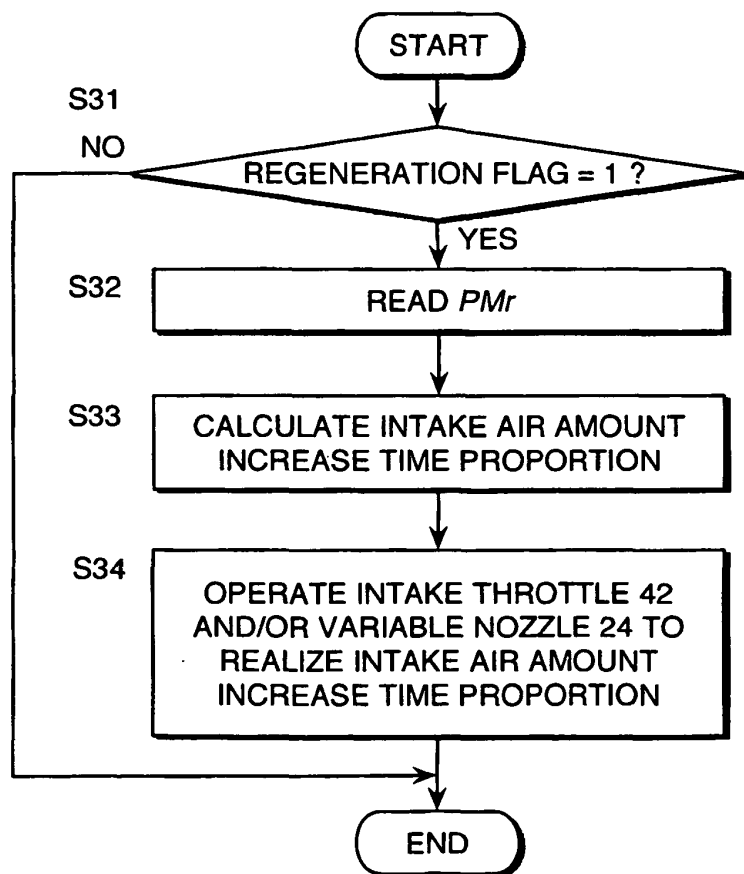 START
S31
NO
REGENERATION FLAG = 1 ?
YES
S32
READ PMr
S33
CALCULATE INTAKE AIR AMOUNT
INCREASE TIME PROPORTION
S34
OPERATE INTAKE THROTTLE 42
AND/OR VARIABLE NOZZLE 24 TO
REALIZE INTAKE AIR AMOUNT
INCREASE TIME PROPORTION
END